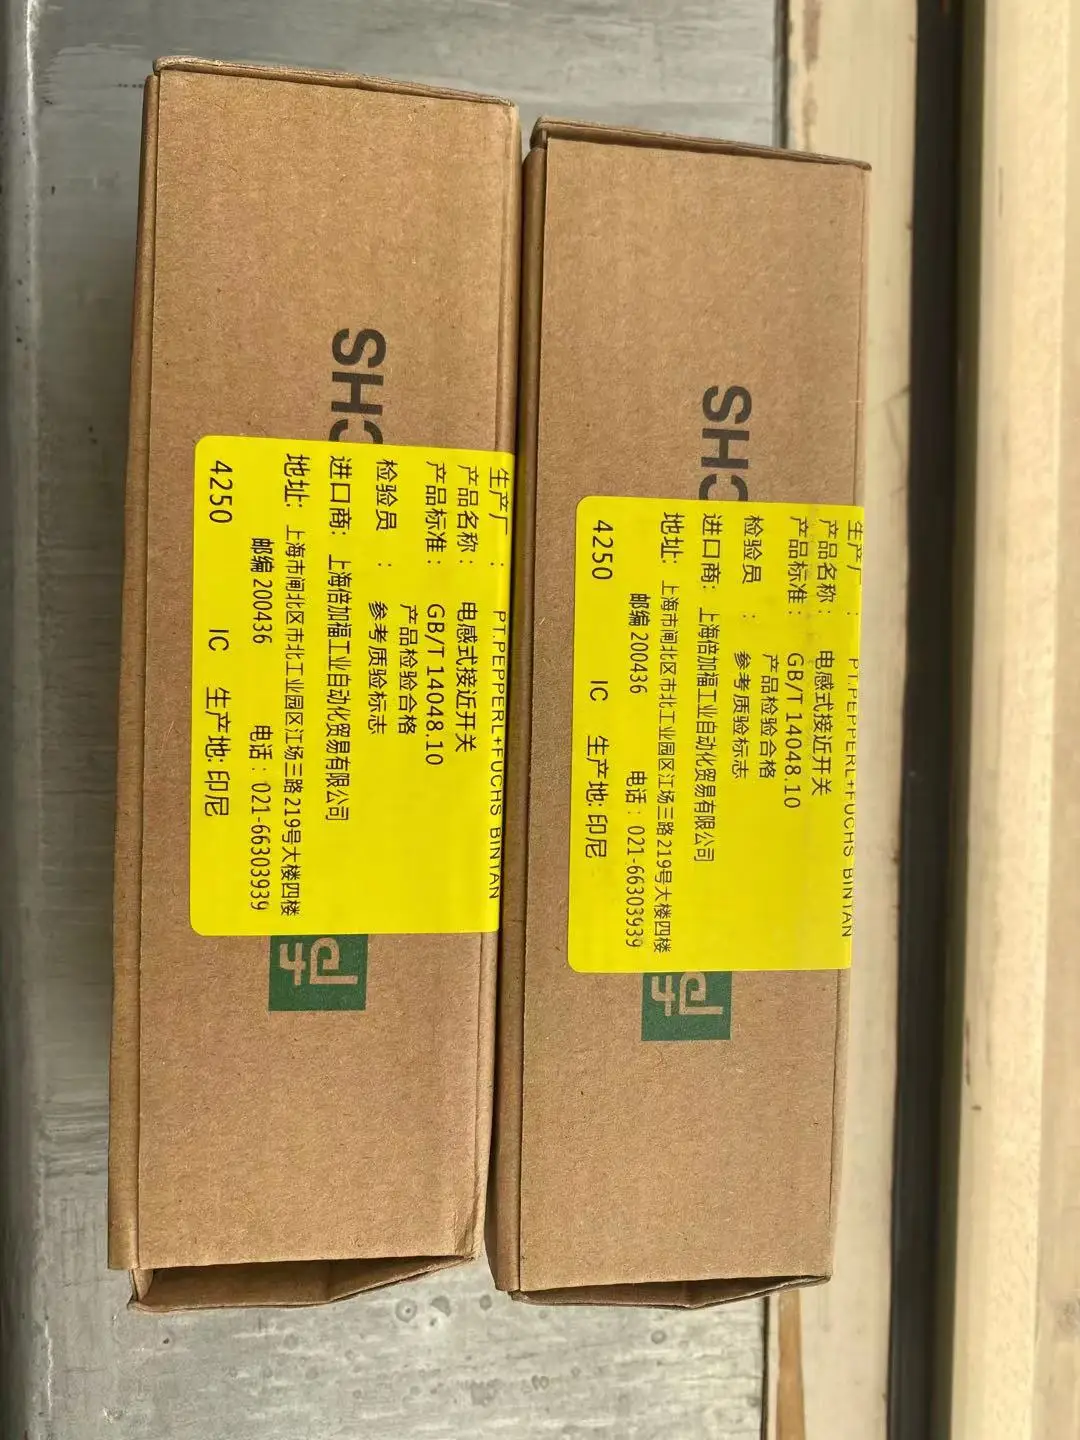 SHC
生产厂 : PT.PEPPERL+FUCHS BINTAN
产品名称: 电感式接近开关
产品标准: GB/T 14048.10
产品检验合格
检验员 : 参考质验标志
进口商: 上海倍加福工业自动化贸易有限公司
地址: 上海市闸北区市北工业园区江场三路219号大楼四楼
邮编 200436 电话: 021-66303939
4250 IC 生产地: 印尼
SHC
生产厂 : PT.PEPPERL+FUCHS BINTAN
产品名称: 电感式接近开关
产品标准: GB/T 14048.10
产品检验合格
检验员 : 参考质验标志
进口商: 上海倍加福工业自动化贸易有限公司
地址: 上海市闸北区市北工业园区江场三路219号大楼四楼
邮编 200436 电话: 021-66303939
4250 IC 生产地: 印尼